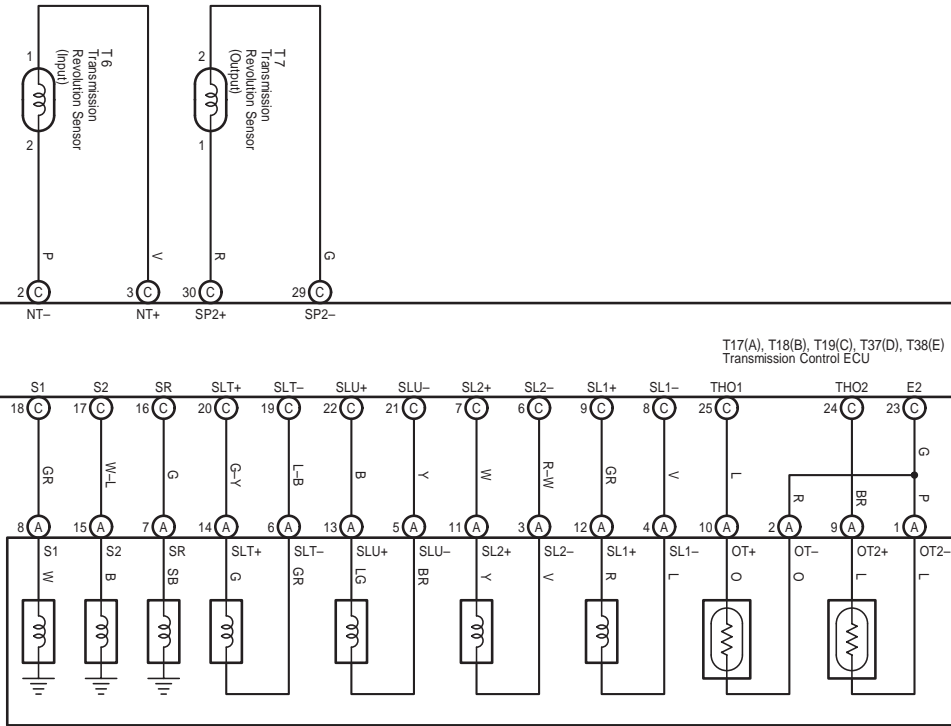 1
T 6
Transmission
Revolution Sensor
(Input)
2
T 7
Transmission
Revolution Sensor
(Output)
2
1
P
V
R
G
2 C
3 C
30 C
29 C
NT–
NT+
SP2+
SP2–
T17(A), T18(B), T19(C), T37(D), T38(E)
Transmission Control ECU
S1
S2
SR
SLT+
SLT–
SLU+
SLU–
SL2+
SL2–
SL1+
SL1–
THO1
THO2
E2
18 C
17 C
16 C
20 C
19 C
22 C
21 C
7 C
6 C
9 C
8 C
25 C
24 C
23 C
GR
W–L
G
G–Y
L–B
B
Y
W
R–W
GR
V
L
R
BR
G
P
8 A
15 A
7 A
14 A
6 A
13 A
5 A
11 A
3 A
12 A
4 A
10 A
2 A
9 A
1 A
S1
S2
SR
SLT+
SLT–
SLU+
SLU–
SL2+
SL2–
SL1+
SL1–
OT+
OT–
OT2+
OT2–
W
B
SB
G
GR
LG
BR
Y
V
R
L
O
O
L
L